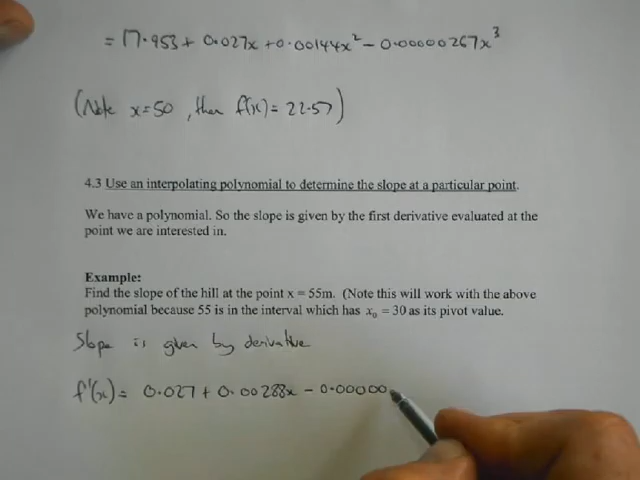 = 17.953 + 0.027x + 0.00144x² - 0.00000267x³
(Note x=50, then f(x) = 22.57)
4.3 Use an interpolating polynomial to determine the slope at a particular point.
We have a polynomial. So the slope is given by the first derivative evaluated at the
point we are interested in.
Example:
Find the slope of the hill at the point x = 55m. (Note this will work with the above
polynomial because 55 is in the interval which has x₀ = 30 as its pivot value.
Slope is given by derivative
f'(x) = 0.027 + 0.00288x - 0.00000